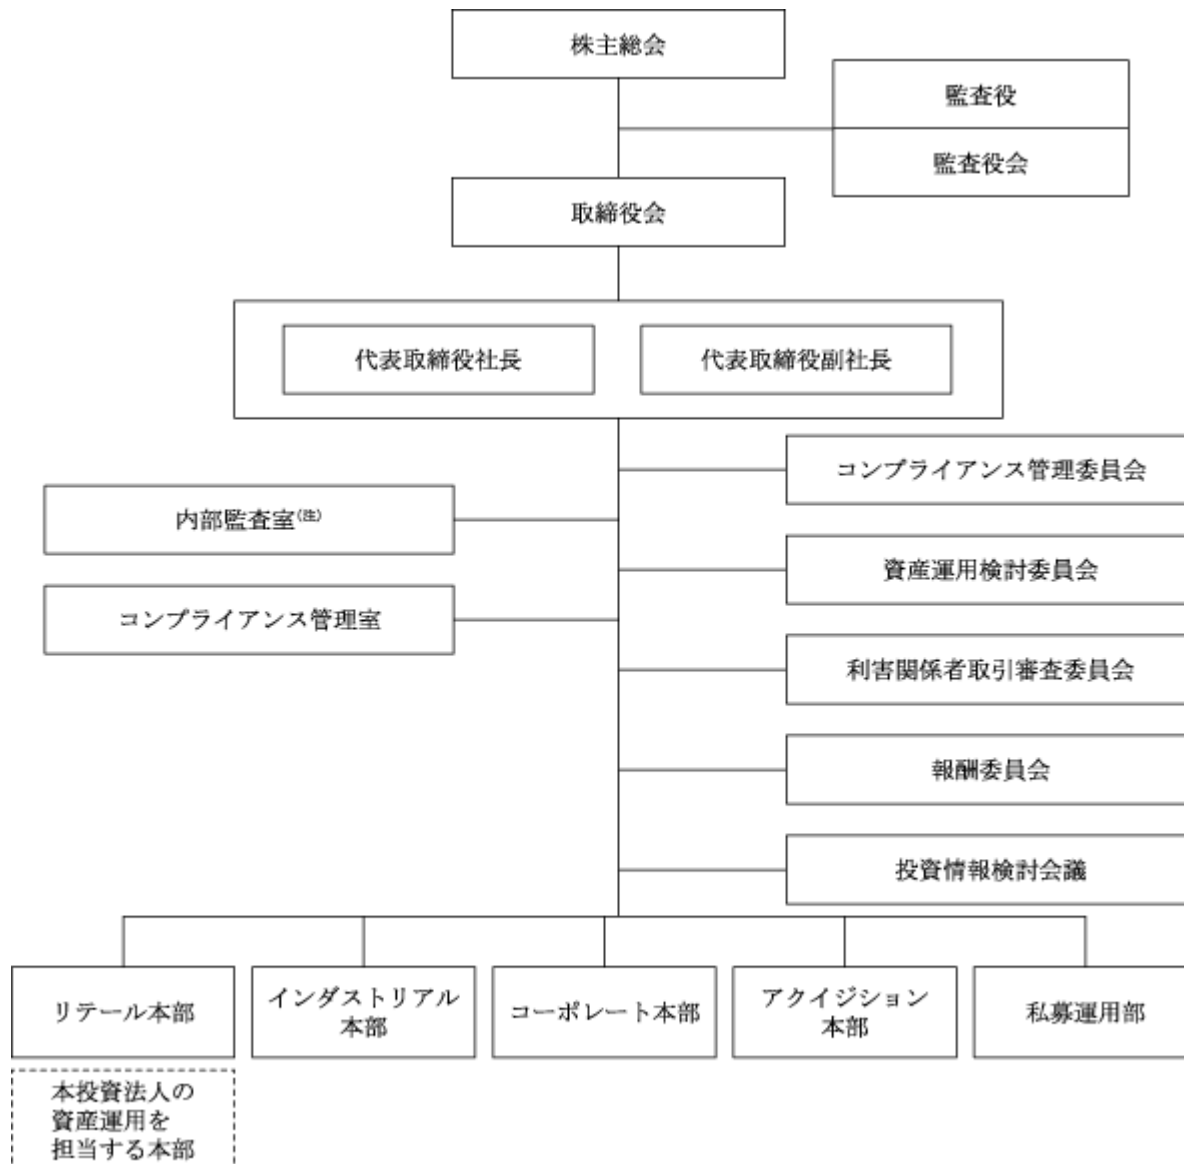 株主総会
監査役
監査役会
取締役会
代表取締役社長
代表取締役副社長
コンプライアンス管理委員会
内部監査室(注)
資産運用検討委員会
コンプライアンス管理室
利害関係者取引審査委員会
報酬委員会
投資情報検討会議
リテール本部
インダストリアル
本部
コーポレート本部
アクイジション
本部
私募運用部
本投資法人の
資産運用を
担当する本部